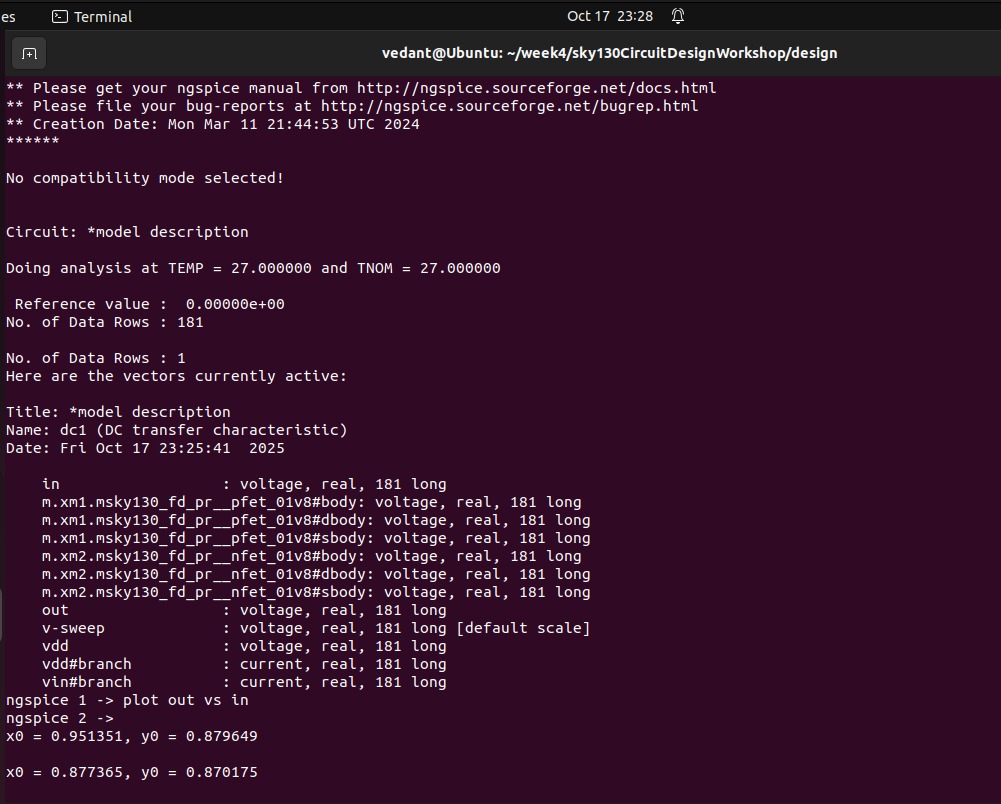 es Terminal Oct 17 23:28
vedant@Ubuntu: ~/week4/sky130CircuitDesignWorkshop/design
** Please get your ngspice manual from http://ngspice.sourceforge.net/docs.html
** Please file your bug-reports at http://ngspice.sourceforge.net/bugrep.html
** Creation Date: Mon Mar 11 21:44:53 UTC 2024
******
No compatibility mode selected!
Circuit: *model description
Doing analysis at TEMP = 27.000000 and TNOM = 27.000000
Reference value :  0.00000e+00
No. of Data Rows : 181
No. of Data Rows : 1
Here are the vectors currently active:
Title: *model description
Name: dc1 (DC transfer characteristic)
Date: Fri Oct 17 23:25:41  2025
in                  : voltage, real, 181 long
m.xm1.msky130_fd_pr__pfet_01v8#body: voltage, real, 181 long
m.xm1.msky130_fd_pr__pfet_01v8#dbody: voltage, real, 181 long
m.xm1.msky130_fd_pr__pfet_01v8#sbody: voltage, real, 181 long
m.xm2.msky130_fd_pr__nfet_01v8#body: voltage, real, 181 long
m.xm2.msky130_fd_pr__nfet_01v8#dbody: voltage, real, 181 long
m.xm2.msky130_fd_pr__nfet_01v8#sbody: voltage, real, 181 long
out                 : voltage, real, 181 long
v-sweep             : voltage, real, 181 long [default scale]
vdd                 : voltage, real, 181 long
vdd#branch          : current, real, 181 long
vin#branch          : current, real, 181 long
ngspice 1 -> plot out vs in
ngspice 2 ->
x0 = 0.951351, y0 = 0.879649
x0 = 0.877365, y0 = 0.870175